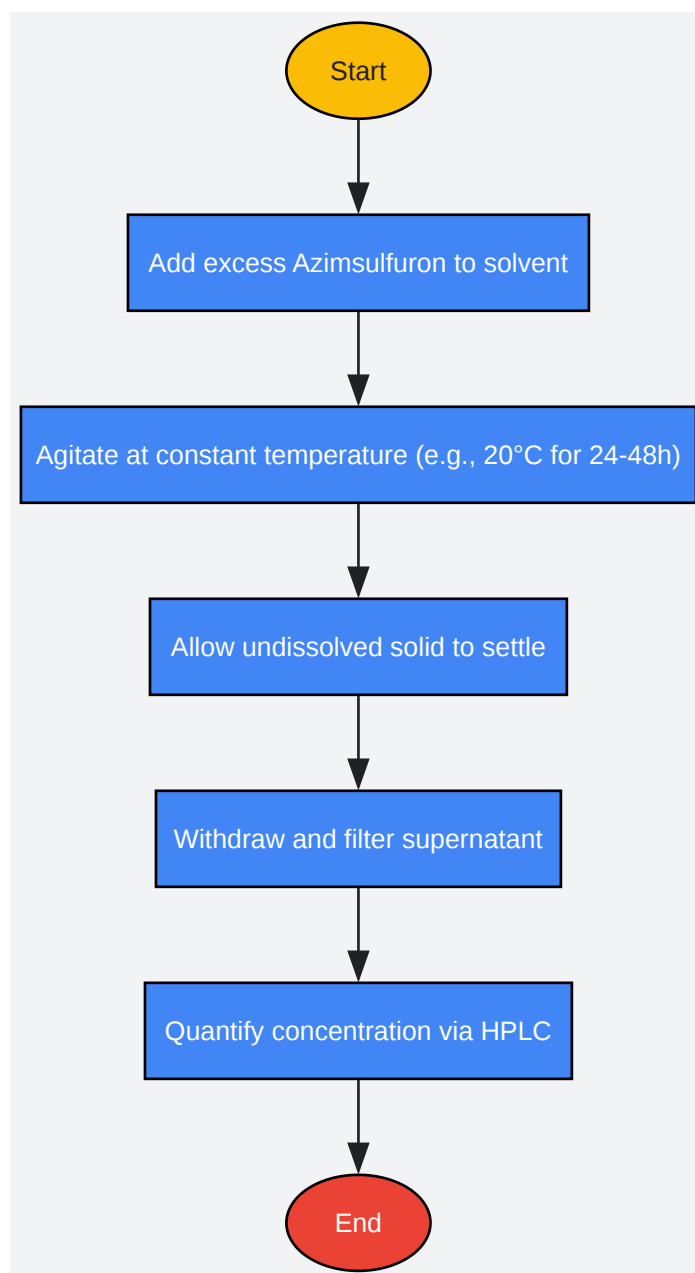 Start
Add excess Azimsulfuron to solvent
Agitate at constant temperature (e.g., 20°C for 24-48h)
Allow undissolved solid to settle
Withdraw and filter supernatant
Quantify concentration via HPLC
End